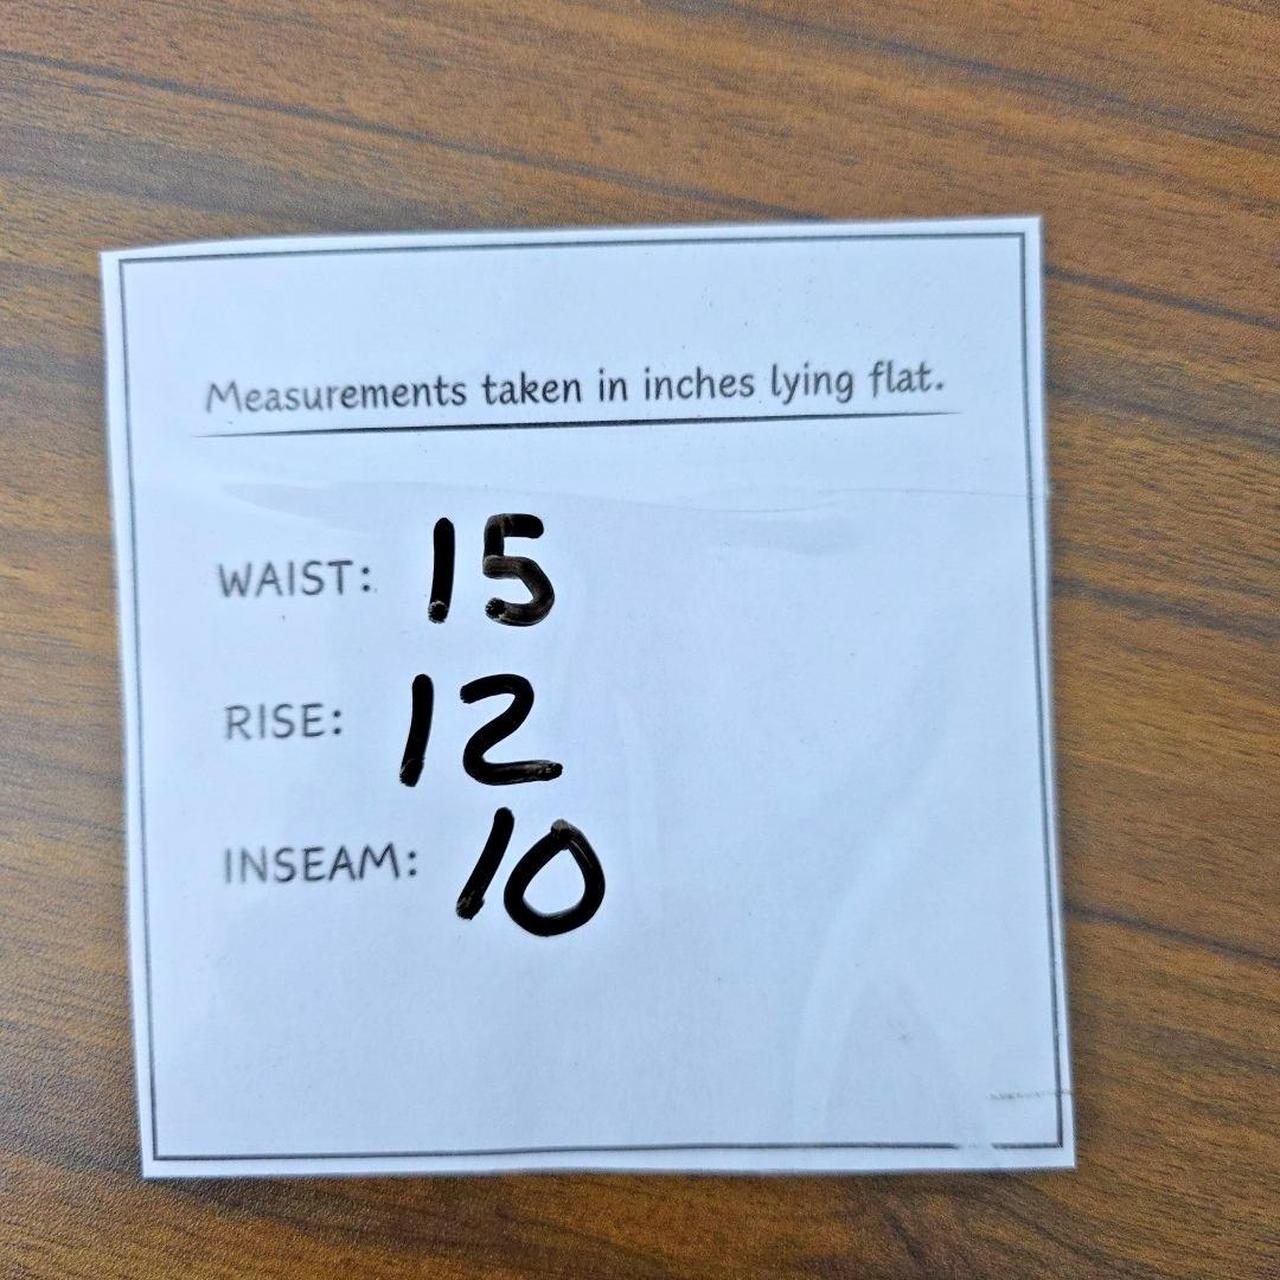 Measurements taken in inches lying flat.
WAIST: 15
RISE: 12
INSEAM: 10